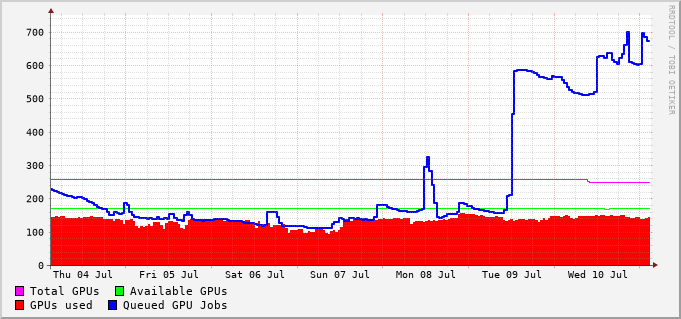 RRDTOOL / TOBI OETIKER
700
600
500
400
300
200
100
0
Thu 04 Jul Fri 05 Jul Sat 06 Jul Sun 07 Jul Mon 08 Jul Tue 09 Jul Wed 10 Jul
Total GPUs Available GPUs
GPUs used Queued GPU Jobs